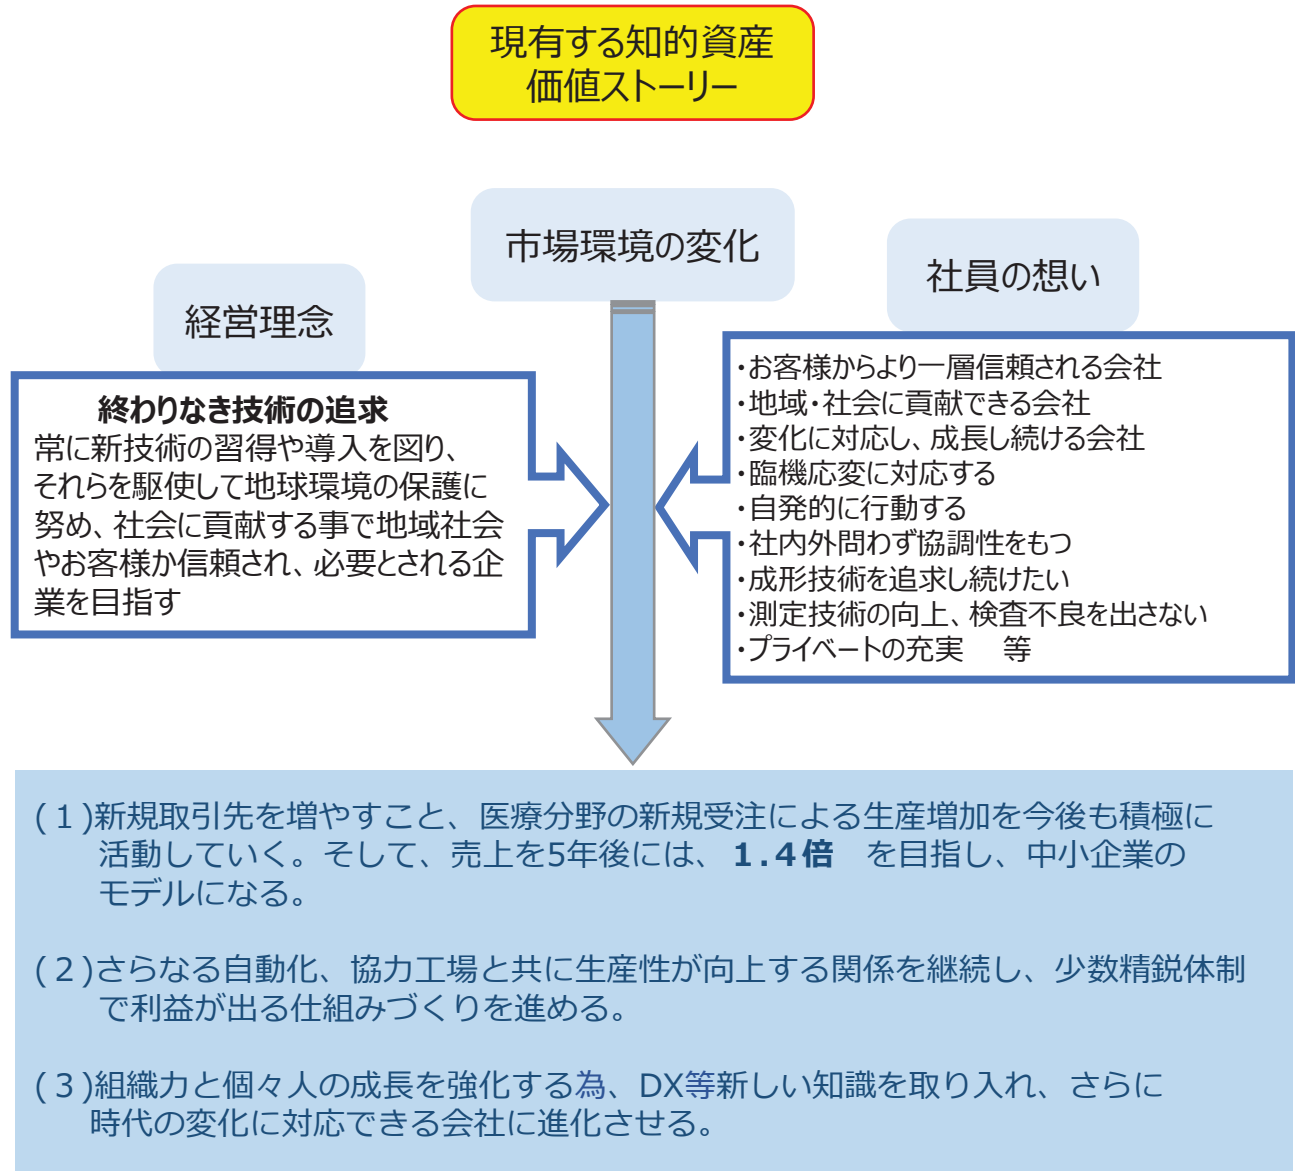 現有する知的資産
価値ストーリー
市場環境の変化
経営理念
終わりなき技術の追求
常に新技術の習得や導入を図り、
それらを駆使して地球環境の保護に
努め、社会に貢献する事で地域社会
やお客様か信頼され、必要とされる企
業を目指す
社員の想い
・お客様からより一層信頼される会社
・地域・社会に貢献できる会社
・変化に対応し、成長し続ける会社
・臨機応変に対応する
・自発的に行動する
・社内外問わず協調性をもつ
・成形技術を追求し続けたい
・測定技術の向上、検査不良を出さない
・プライベートの充実　等
(１)新規取引先を増やすこと、医療分野の新規受注による生産増加を今後も積極に
活動していく。そして、売上を5年後には、１.４倍　を目指し、中小企業の
モデルになる。
(２)さらなる自動化、協力工場と共に生産性が向上する関係を継続し、少数精鋭体制
で利益が出る仕組みづくりを進める。
(３)組織力と個々人の成長を強化する為、DX等新しい知識を取り入れ、さらに
時代の変化に対応できる会社に進化させる。